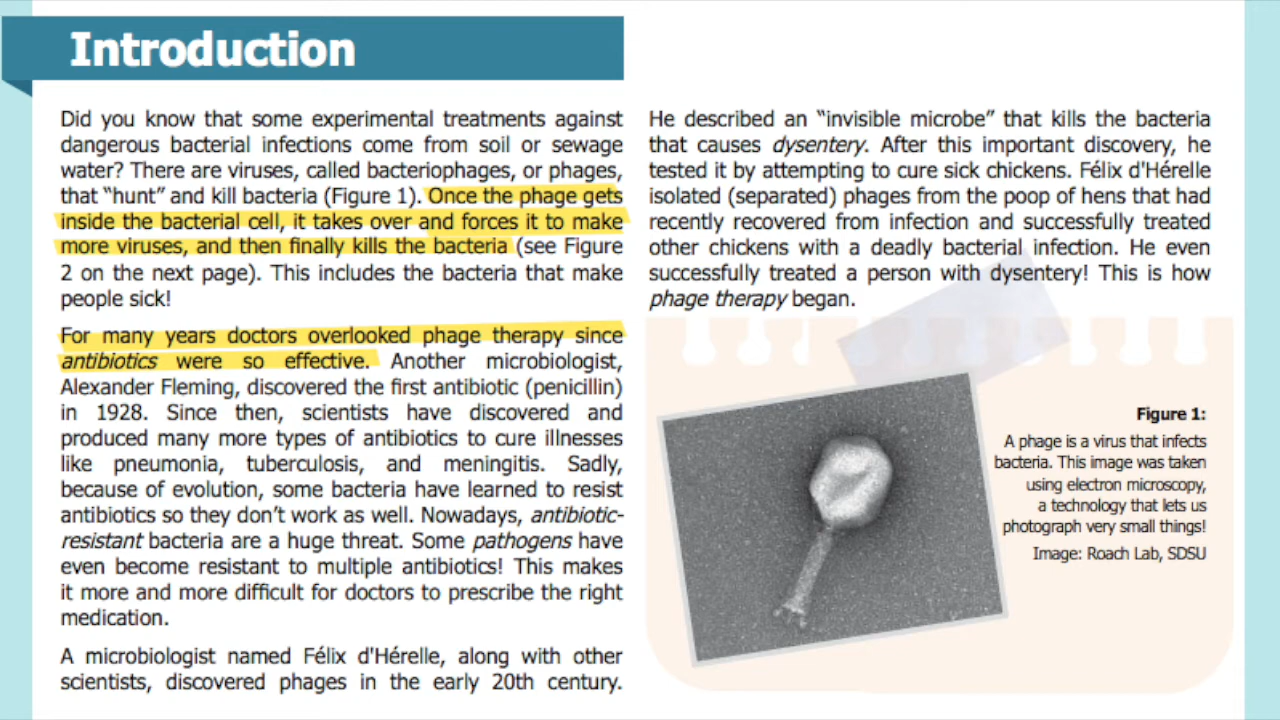 Introduction
Did you know that some experimental treatments against
dangerous bacterial infections come from soil or sewage
water? There are viruses, called bacteriophages, or phages,
that “hunt” and kill bacteria (Figure 1). Once the phage gets
inside the bacterial cell, it takes over and forces it to make
more viruses, and then finally kills the bacteria (see Figure
2 on the next page). This includes the bacteria that make
people sick!
For many years doctors overlooked phage therapy since
antibiotics were so effective. Another microbiologist,
Alexander Fleming, discovered the first antibiotic (penicillin)
in 1928. Since then, scientists have discovered and
produced many more types of antibiotics to cure illnesses
like pneumonia, tuberculosis, and meningitis. Sadly,
because of evolution, some bacteria have learned to resist
antibiotics so they don’t work as well. Nowadays, antibiotic-
resistant bacteria are a huge threat. Some pathogens have
even become resistant to multiple antibiotics! This makes
it more and more difficult for doctors to prescribe the right
medication.
A microbiologist named Félix d'Hérelle, along with other
scientists, discovered phages in the early 20th century.
He described an “invisible microbe” that kills the bacteria
that causes dysentery. After this important discovery, he
tested it by attempting to cure sick chickens. Félix d'Hérelle
isolated (separated) phages from the poop of hens that had
recently recovered from infection and successfully treated
other chickens with a deadly bacterial infection. He even
successfully treated a person with dysentery! This is how
phage therapy began.
Figure 1:
A phage is a virus that infects
bacteria. This image was taken
using electron microscopy,
a technology that lets us
photograph very small things!
Image: Roach Lab, SDSU